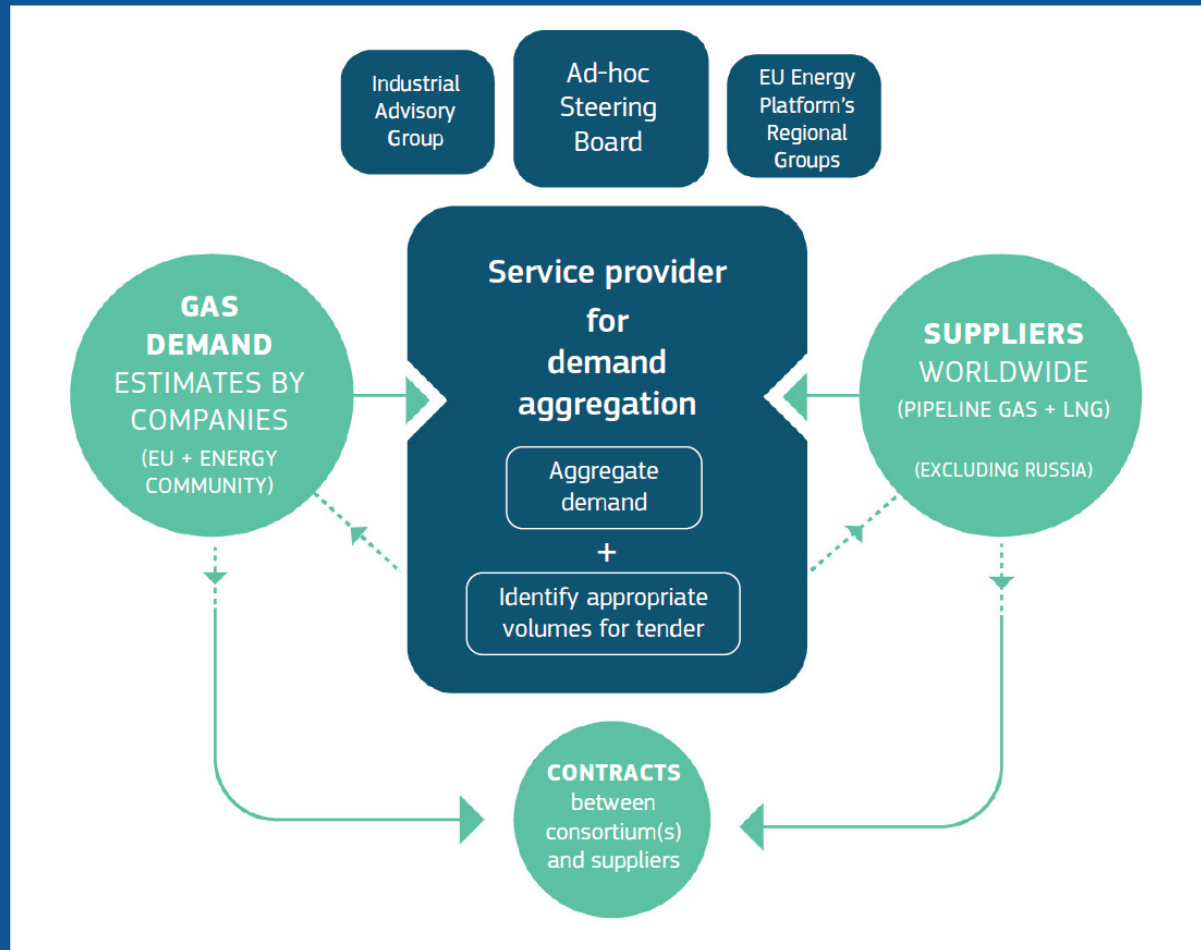 Industrial
Advisory
Group
Ad-hoc
Steering
Board
EU Energy
Platform's
Regional
Groups
GAS
DEMAND
ESTIMATES BY
COMPANIES
(EU + ENERGY
COMMUNITY)
Service provider
for
demand
aggregation
Aggregate
demand
+
Identify appropriate
volumes for tender
SUPPLIERS
WORLDWIDE
(PIPELINE GAS + LNG)
(EXCLUDING RUSSIA)
CONTRACTS
between
consortium(s)
and suppliers